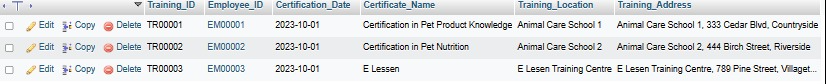 Training_ID Employee_ID Certification_Date Certificate_Name Training_Location Training_Address
Edit Copy Delete TR00001 EM00001 2023-10-01 Certification in Pet Product Knowledge Animal Care School 1 Animal Care School 1, 333 Cedar Blvd, Countryside
Edit Copy Delete TR00002 EM00002 2023-10-01 Certification in Pet Nutrition Animal Care School 2 Animal Care School 2, 444 Birch Street, Riverside
Edit Copy Delete TR00003 EM00003 2023-10-01 E Lessen E Lesen Training Centre E Lesen Training Centre, 789 Pine Street, Villaget...